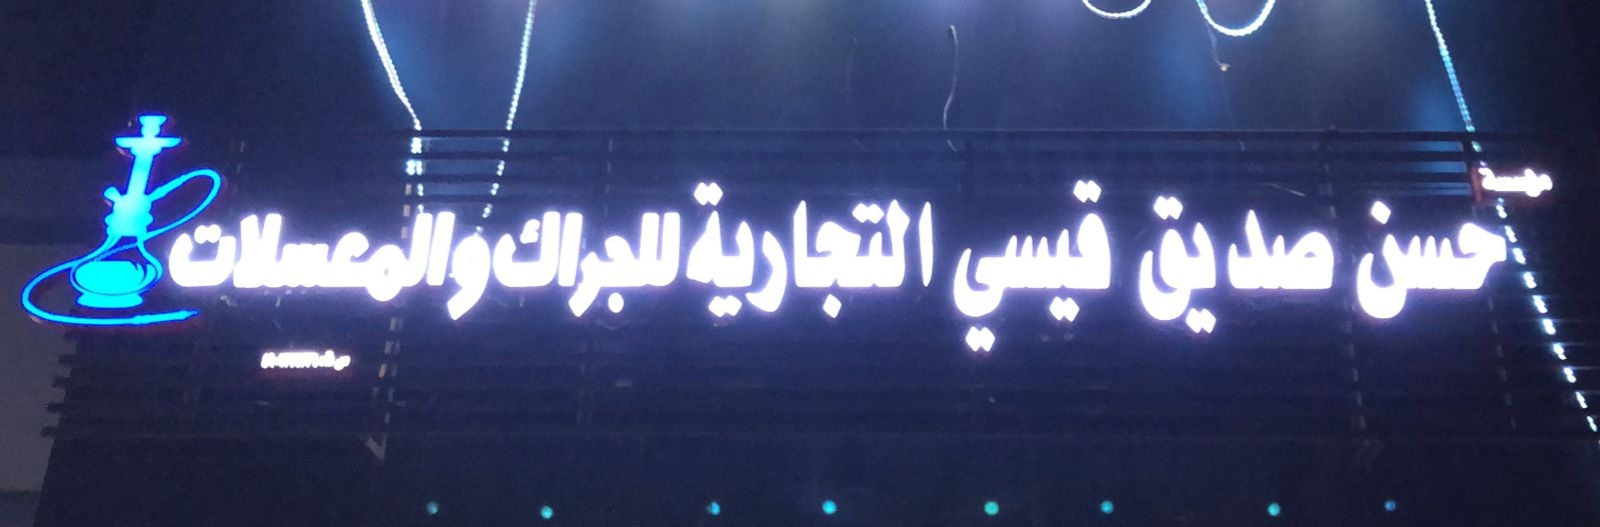 مؤسسة
حسن صديق قيسي التجارية للجراك والمعسلات